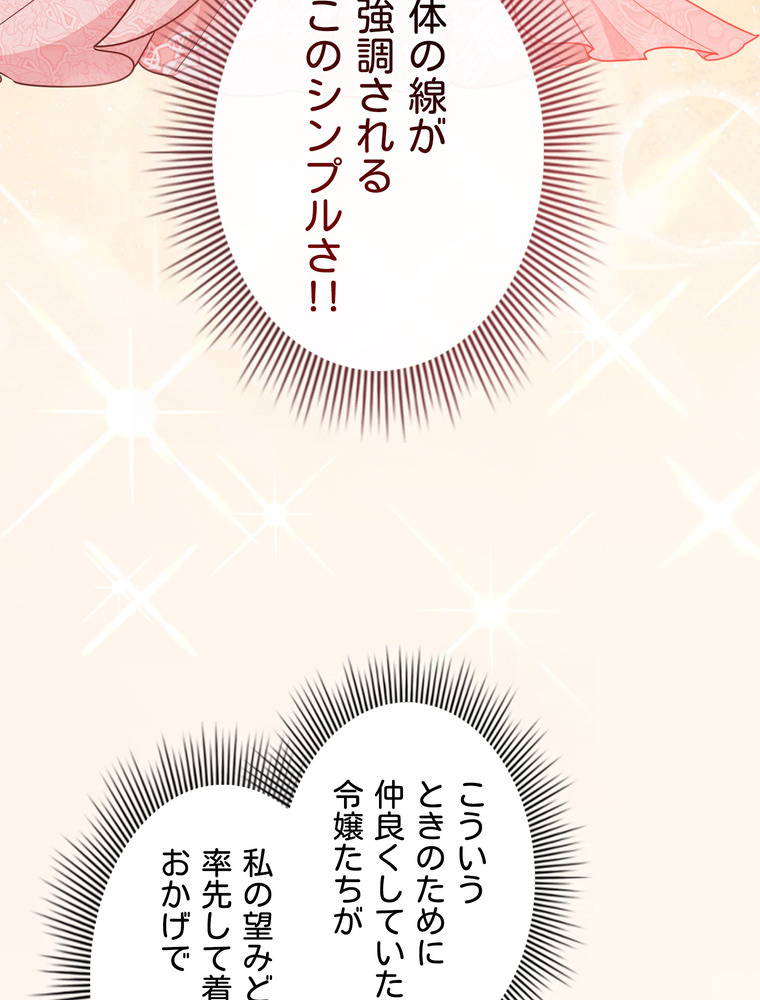 体の線が
強調される
このシンプルさ!!
こういう
ときのために
仲良くしていた
令嬢たちが
私の望みど
率先して着
おかげで